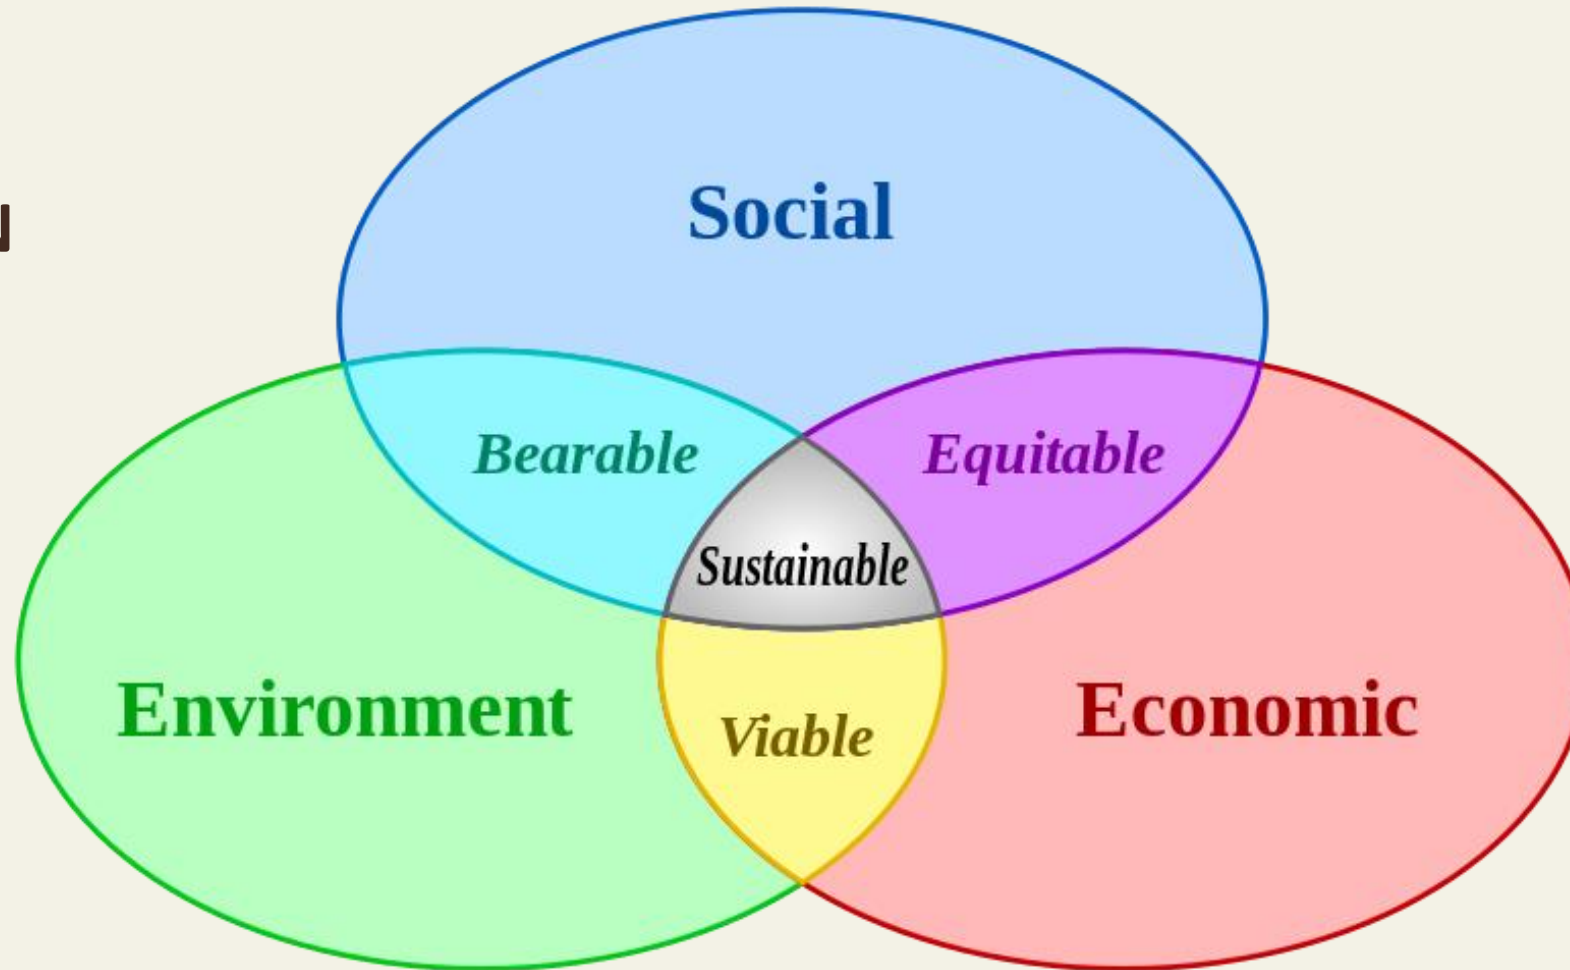 Social
Bearable
Equitable
Sustainable
Environment
Economic
Viable